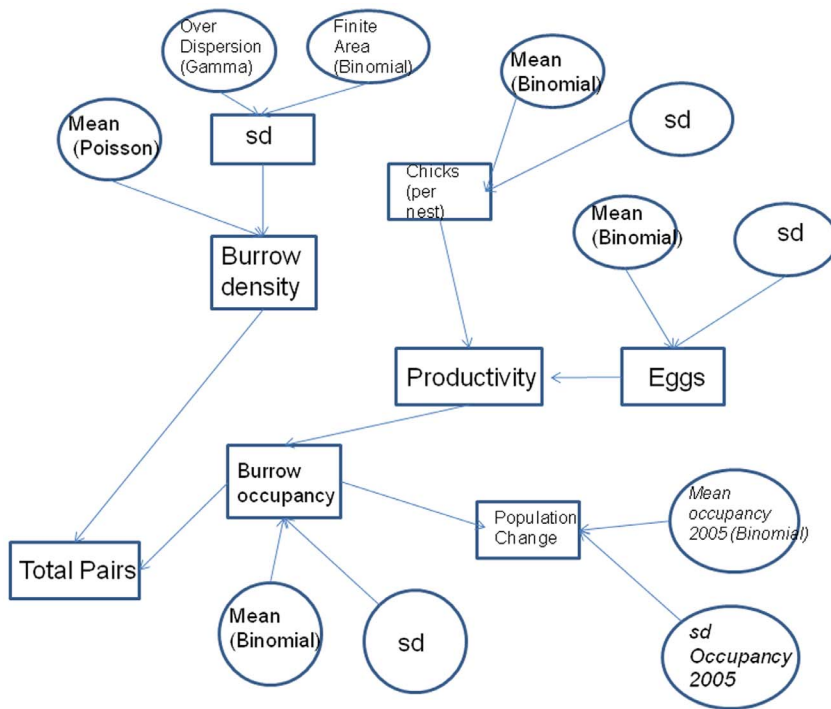 Over
Dispersion
(Gamma)
Finite
Area
(Binomial)
Mean
(Poisson)
sd
Mean
(Binomial)
sd
Chicks
(per
nest)
Mean
(Binomial)
sd
Burrow
density
Productivity
Eggs
Burrow
occupancy
Population
Change
Mean
occupancy
2005 (Binomial)
Total Pairs
Mean
(Binomial)
sd
sd
Occupancy
2005